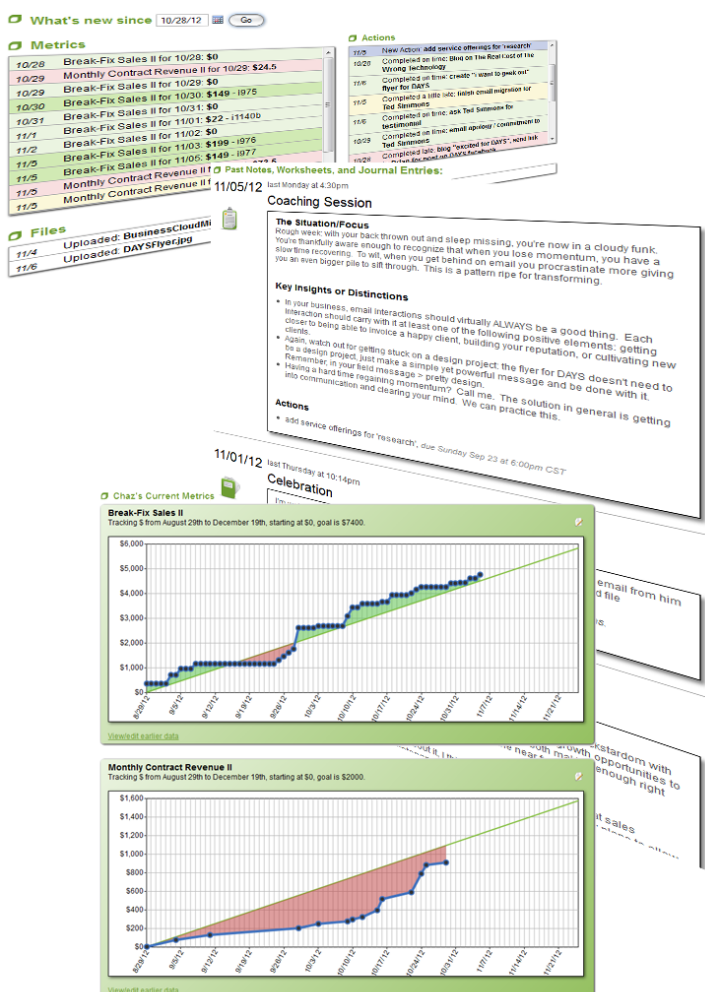 What's new since 10/28/12 Go
Metrics
10/28 Break-Fix Sales II for 10/28: $0
10/29 Monthly Contract Revenue II for 10/29: $24.5
10/29 Break-Fix Sales II for 10/29: $0
10/30 Break-Fix Sales II for 10/30: $149 - i975
10/31 Break-Fix Sales II for 10/31: $0
11/1 Break-Fix Sales II for 11/01: $22 - i1140b
11/2 Break-Fix Sales II for 11/02: $0
11/5 Break-Fix Sales II for 11/03: $199 - i976
11/5 Break-Fix Sales II for 11/05: $149 - i977
11/5 Monthly Contract Revenue II for
11/5 Monthly Contract Revenue II f
Files
11/4 Uploaded: BusinessCloudMi
11/6 Uploaded: DAYSFlyer.jpg
Actions
11/5 New Action: add service offerings for 'research'
10/28 Completed on time: Blog on The Real Cost of The
Wrong Technology
11/6 Completed on time: create "I want to geek out"
flyer for DAYS
11/5 Completed a little late: finish email migration for
Ted Simmons
Completed on time: ask Ted Simmons for
testimonial
10/29 Completed on time: email apology / commitment to
Ted Simmons
10/28 Completed late: blog "excited for DAYS", send link
Past Notes, Worksheets, and Journal Entries:
11/05/12 last Monday at 4:30pm
Coaching Session
The Situation/Focus
Rough week: with your back thrown out and sleep missing, you're now in a cloudy funk.
You're thankfully aware enough to recognize that when you lose momentum, you have a
slow time recovering. To wit, when you get behind on email you procrastinate more giving
you an even bigger pile to sift through. This is a pattern ripe for transforming.
Key Insights or Distinctions
• In your business, email interactions should virtually ALWAYS be a good thing. Each
interaction should carry with it at least one of the following positive elements: getting
closer to being able to invoice a happy client, building your reputation, or cultivating new
clients.
• Again, watch out for getting stuck on a design project: the flyer for DAYS doesn't need to
be a design project, just make a simple yet powerful message and be done with it.
Remember, in your field message > pretty design.
• Having a hard time regaining momentum? Call me. The solution in general is getting
into communication and clearing your mind. We can practice this.
Actions
• add service offerings for 'research', due Sunday Sep 23 at 6:00pm CST
11/01/12 last Thursday at 10:14pm
Celebration
I'm
email from him
d file
s.
Chaz's Current Metrics
Break-Fix Sales II
Tracking $ from August 29th to December 19th, starting at $0, goal is $7400.
$6,000
$5,000
$4,000
$3,000
$2,000
$1,000
$0
8/29/12 9/5/12 9/12/12 9/19/12 9/26/12 10/3/12 10/10/12 10/17/12 10/24/12 10/31/12 11/7/12 11/14/12 11/21/12
View/edit earlier data
ckstardom with
growth opportunities to
enough right
at sales
Monthly Contract Revenue II
Tracking $ from August 29th to December 19th, starting at $0, goal is $2000.
$1,600
$1,400
$1,200
$1,000
$800
$600
$400
$200
$0
8/29/12 9/5/12 9/12/12 9/19/12 9/26/12 10/3/12 10/10/12 10/17/12 10/24/12 10/31/12 11/7/12 11/14/12 11/21/12
View/edit earlier data